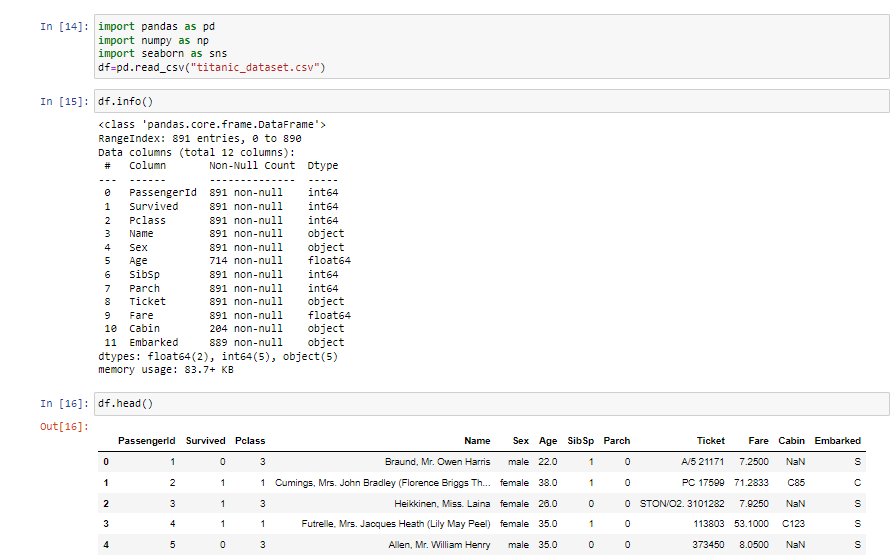 In [14]: import pandas as pd
import numpy as np
import seaborn as sns
df=pd.read_csv("titanic_dataset.csv")
In [15]: df.info()
<class 'pandas.core.frame.DataFrame'>
RangeIndex: 891 entries, 0 to 890
Data columns (total 12 columns):
 #   Column       Non-Null Count  Dtype
---  ------       --------------  -----
 0   PassengerId  891 non-null    int64
 1   Survived     891 non-null    int64
 2   Pclass       891 non-null    int64
 3   Name         891 non-null    object
 4   Sex          891 non-null    object
 5   Age          714 non-null    float64
 6   SibSp        891 non-null    int64
 7   Parch        891 non-null    int64
 8   Ticket       891 non-null    object
 9   Fare         891 non-null    float64
 10  Cabin        204 non-null    object
 11  Embarked     889 non-null    object
dtypes: float64(2), int64(5), object(5)
memory usage: 83.7+ KB
In [16]: df.head()
Out[16]:
PassengerId Survived Pclass Name Sex Age SibSp Parch Ticket Fare Cabin Embarked
0 1 0 3 Braund, Mr. Owen Harris male 22.0 1 0 A/5 21171 7.2500 NaN S
1 2 1 1 Cumings, Mrs. John Bradley (Florence Briggs Th... female 38.0 1 0 PC 17599 71.2833 C85 C
2 3 1 3 Heikkinen, Miss. Laina female 26.0 0 0 STON/O2. 3101282 7.9250 NaN S
3 4 1 1 Futrelle, Mrs. Jacques Heath (Lily May Peel) female 35.0 1 0 113803 53.1000 C123 S
4 5 0 3 Allen, Mr. William Henry male 35.0 0 0 373450 8.0500 NaN S